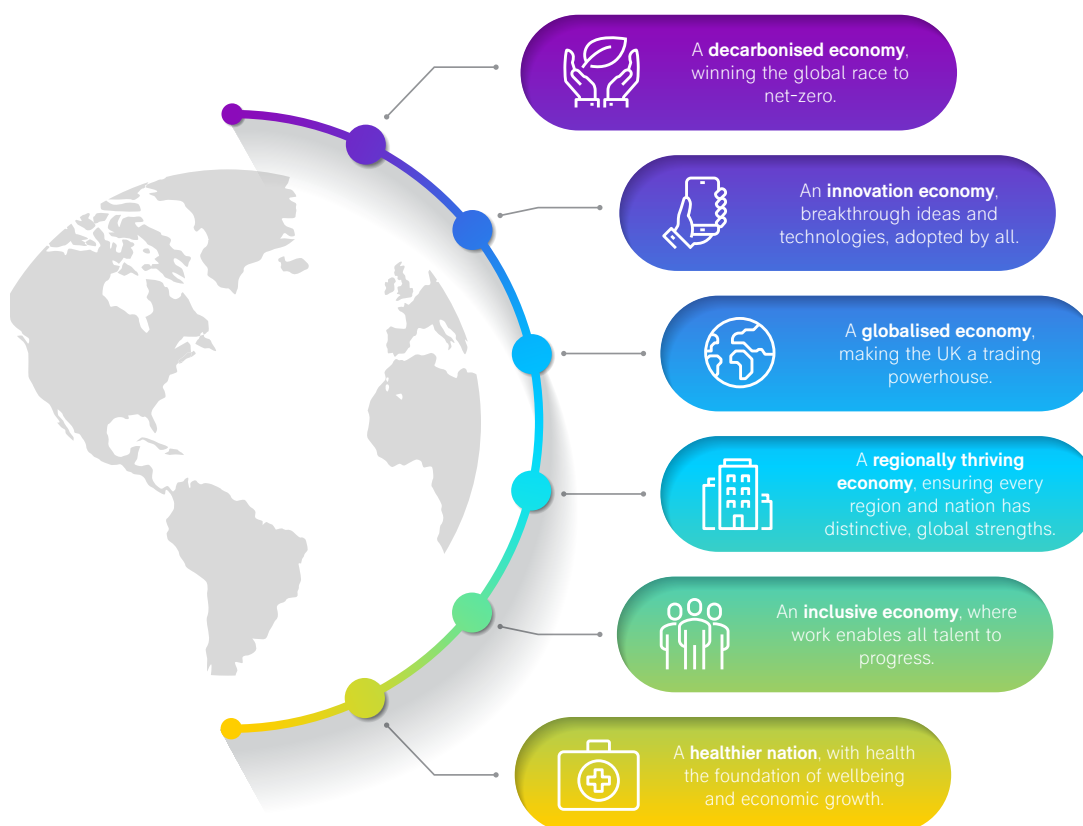 A decarbonised economy,
winning the global race to
net-zero.
An innovation economy,
breakthrough ideas and
technologies, adopted by all.
A globalised economy,
making the UK a trading
powerhouse.
A regionally thriving
economy, ensuring every
region and nation has
distinctive, global strengths.
An inclusive economy, where
work enables all talent to
progress.
A healthier nation, with health
the foundation of wellbeing
and economic growth.